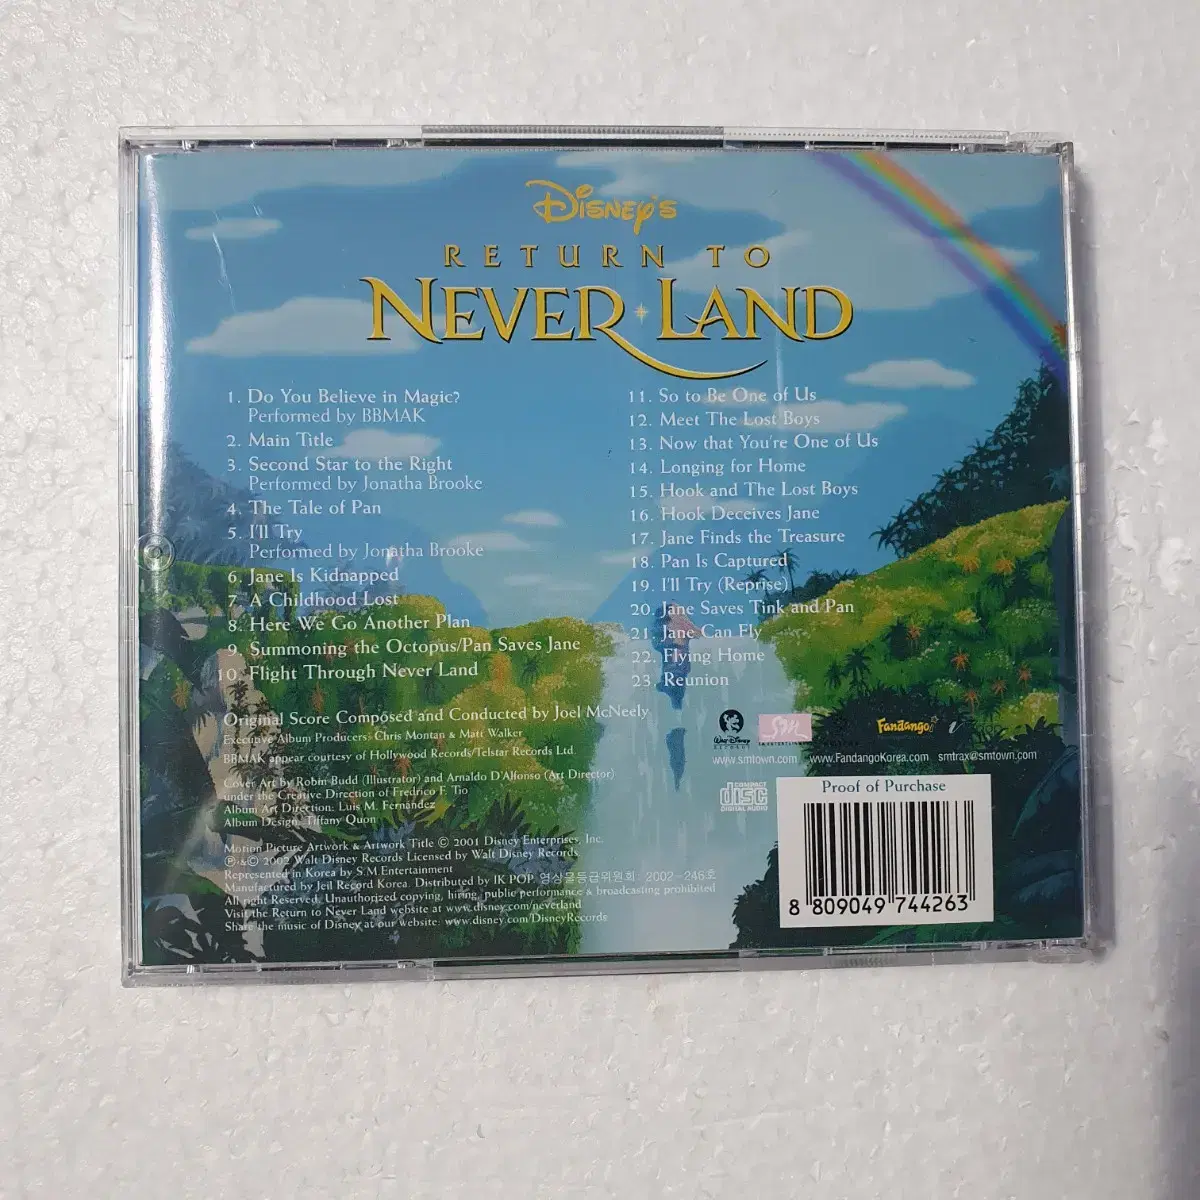 Disney's
RETURN TO
NEVER LAND
1. Do You Believe in Magic?
Performed by BBMAK
2. Main Title
3. Second Star to the Right
Performed by Jonatha Brooke
4. The Tale of Pan
5. I'll Try
Performed by Jonatha Brooke
6. Jane Is Kidnapped
7. A Childhood Lost
8. Here We Go Another Plan
9. Summoning the Octopus/Pan Saves Jane
10. Flight Through Never Land
11. So to Be One of Us
12. Meet The Lost Boys
13. Now that You're One of Us
14. Longing for Home
15. Hook and The Lost Boys
16. Hook Deceives Jane
17. Jane Finds the Treasure
18. Pan Is Captured
19. I'll Try (Reprise)
20. Jane Saves Tink and Pan
21. Jane Can Fly
22. Flying Home
23. Reunion
Original Score Composed and Conducted by Joel McNeely
Executive Album Producers: Chris Montan & Matt Walker
BBMAK appear courtesy of Hollywood Records/Telstar Records Ltd.
Cover Art by Robin Budd (Illustrator) and Arnaldo D'Alfonso (Art Director)
under the Creative Direction of Fredrico F. Tio
Album Art Direction: Luis M. Fernandez
Album Design: Tiffany Quon
Motion Picture Artwork & Artwork Title © 2001 Disney Enterprises, Inc.
℗ & © 2002 Walt Disney Records Licensed by Walt Disney Records
Represented in Korea by S.M Entertainment
Manufactured by Jeil Record Korea. Distributed by IK POP 영상물등급위원회: 2002-246호
All right Reserved. Unauthorized copying, hiring, public performance & broadcasting prohibited
Visit the Return to Never Land website at www.disney.com/neverland
Share the music of Disney at our website: www.disney.com/DisneyRecords
Walt Disney
RECORDS
SM
Fandango
www.smtown.com www.FandangoKorea.com smtrax@smtown.com
COMPACT
disc
DIGITAL AUDIO
Proof of Purchase
8 809049 744263